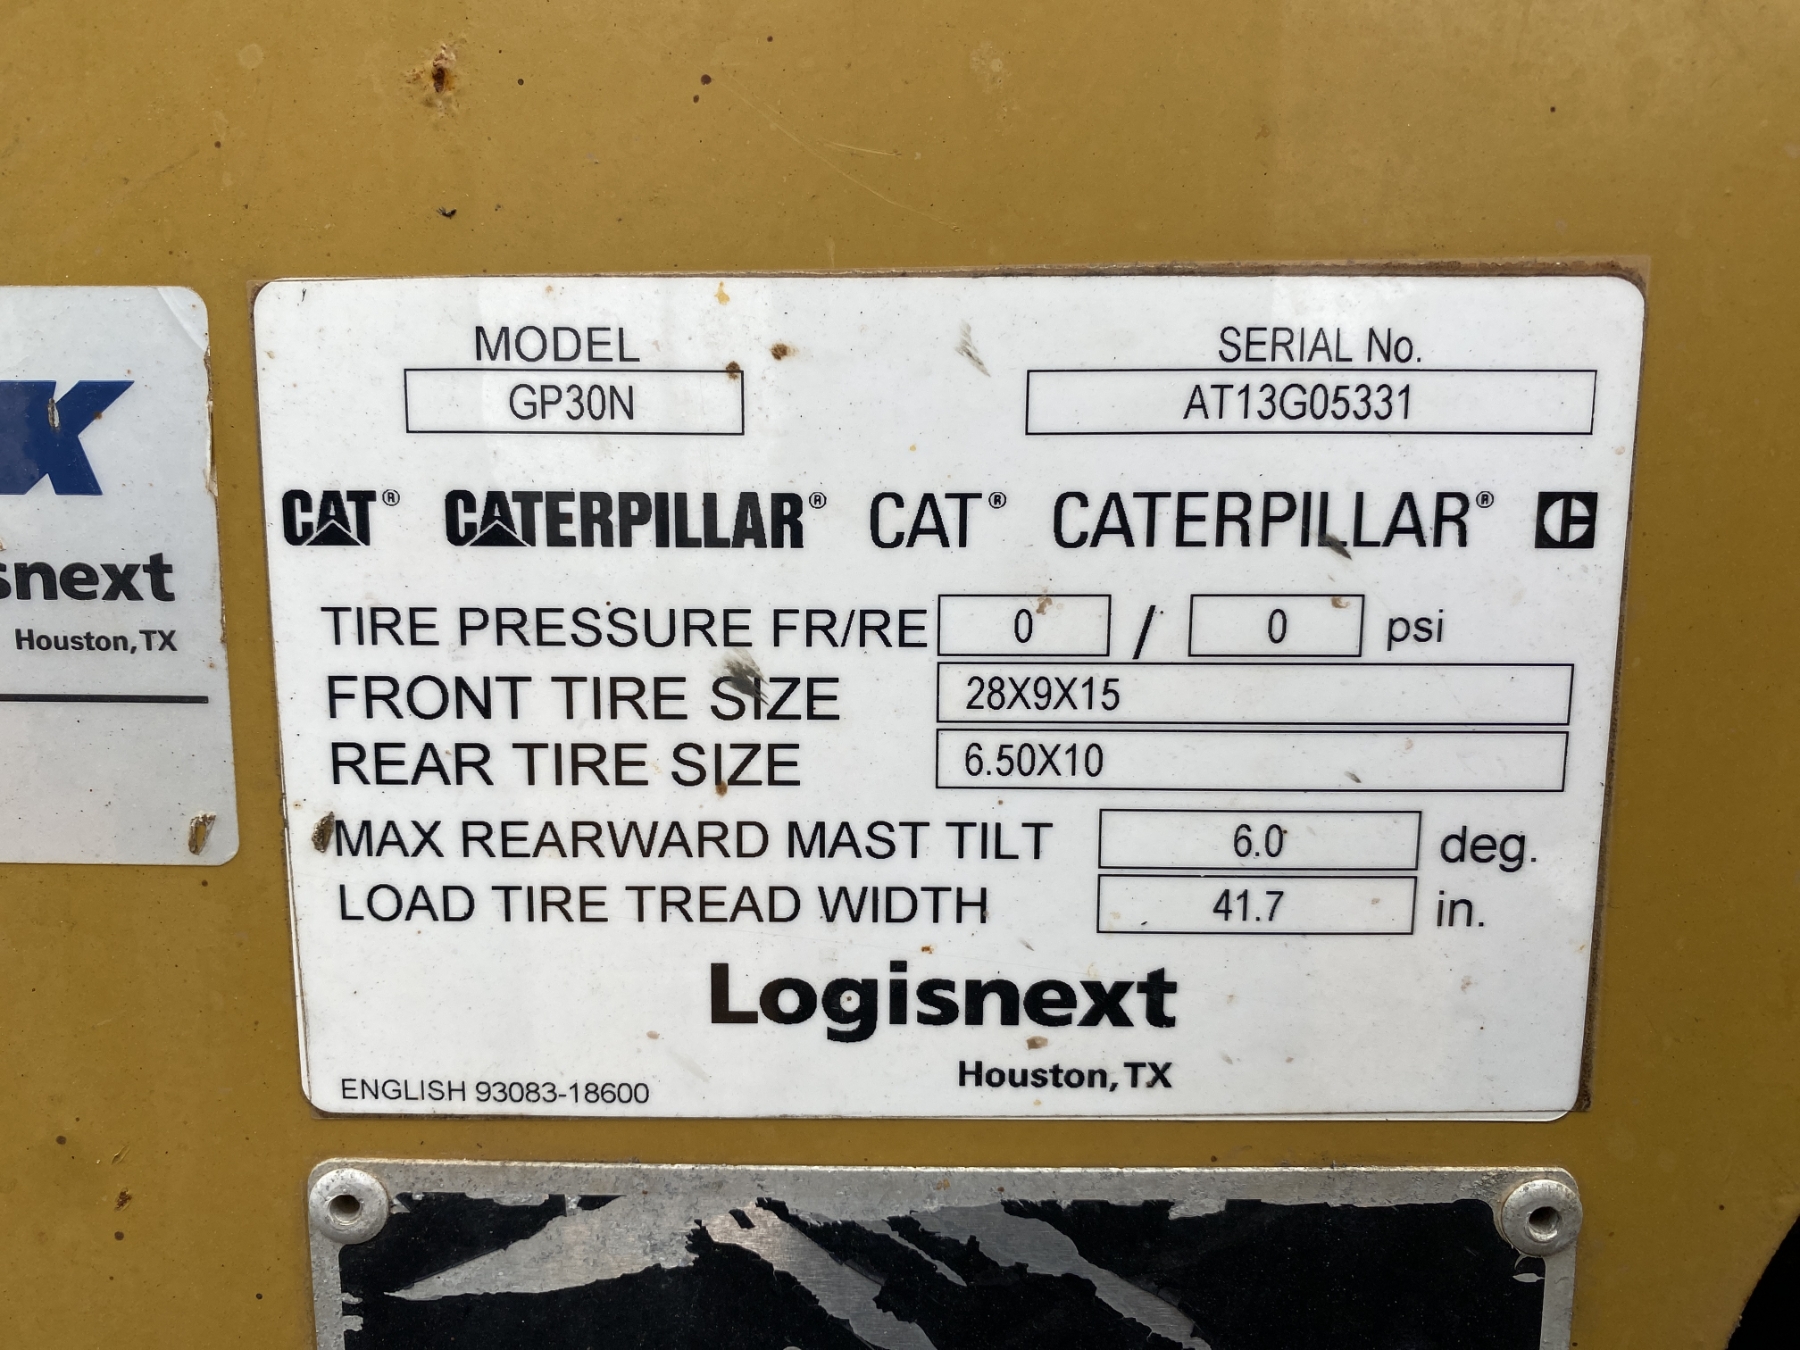 MODEL
GP30N
SERIAL No.
AT13G05331
CAT® CATERPILLAR® CAT® CATERPILLAR®
TIRE PRESSURE FR/RE 0 / 0 psi
FRONT TIRE SIZE 28X9X15
REAR TIRE SIZE 6.50X10
MAX REARWARD MAST TILT 6.0 deg.
LOAD TIRE TREAD WIDTH 41.7 in.
Logisnext
Houston, TX
ENGLISH 93083-18600
snext
Houston, TX